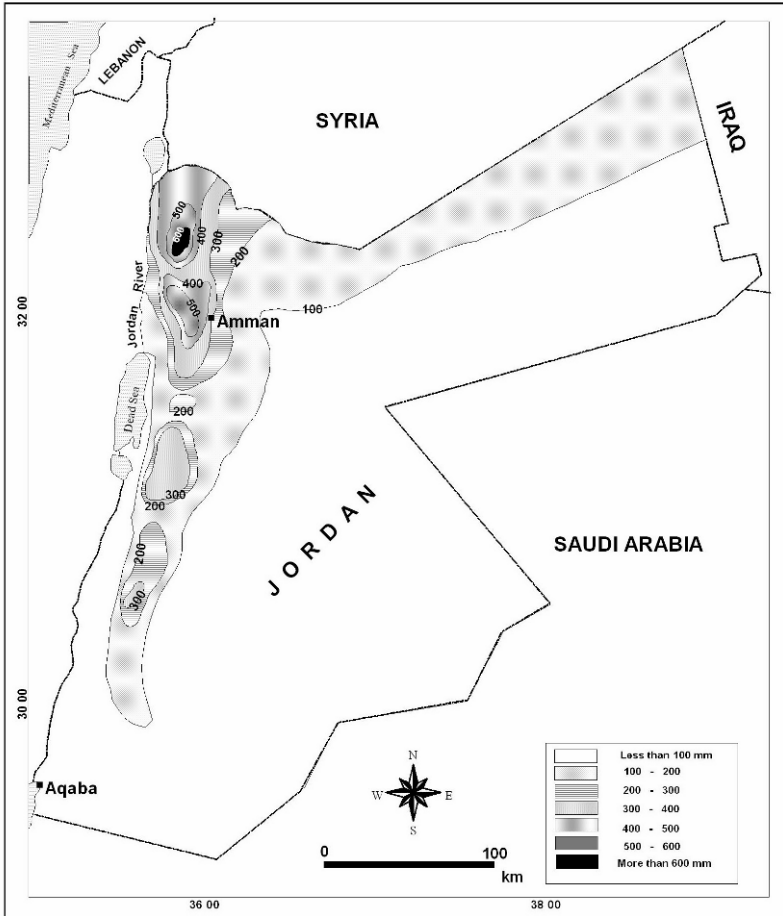 Mediterranean Sea
LEBANON
SYRIA
IRAQ
500
600
400
300
200
400
500
Jordan River
32 00
Amman
100
Dead Sea
200
300
200
JORDAN
SAUDI ARABIA
200
300
30 00
Aqaba
N
W E
S
0 100
km
Less than 100 mm
100 - 200
200 - 300
300 - 400
400 - 500
500 - 600
More than 600 mm
36 00
38 00